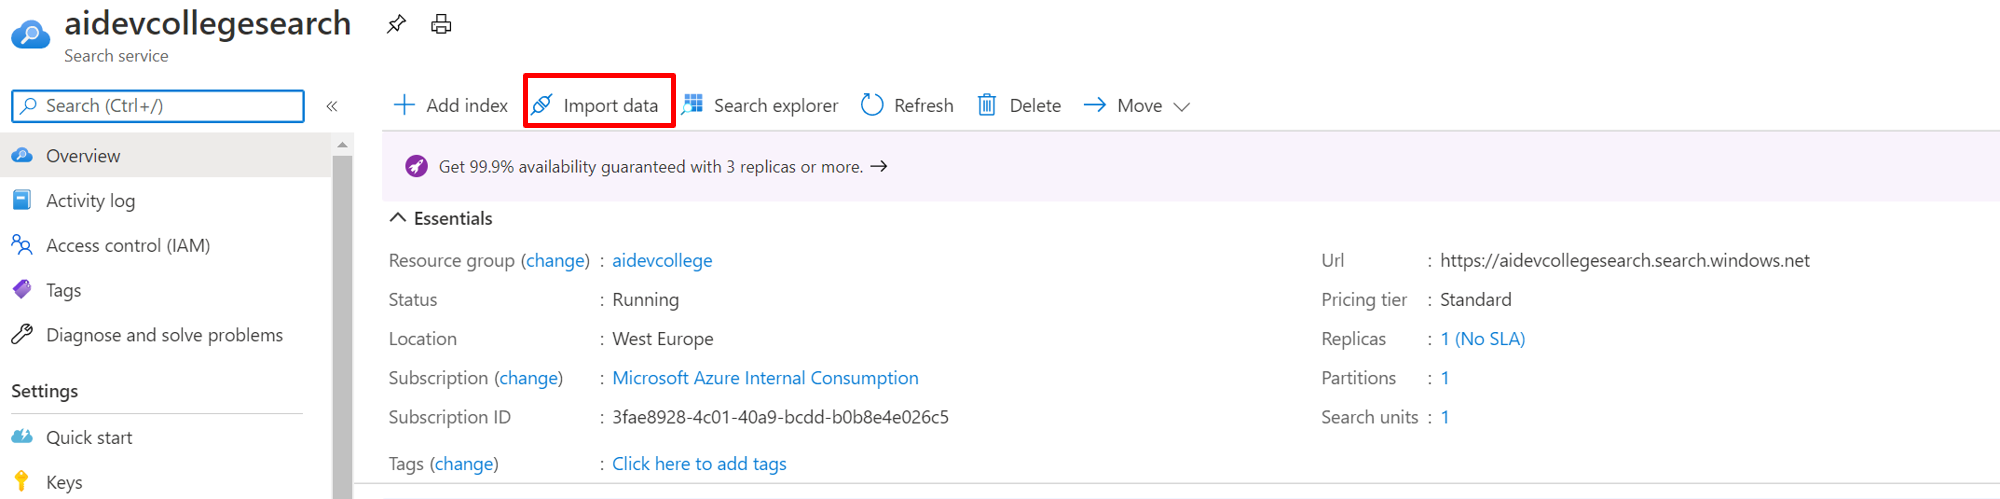 aidevcollegesearch
Search service
Search (Ctrl+/)
«
Overview
Activity log
Access control (IAM)
Tags
Diagnose and solve problems
Settings
Quick start
Keys
Add index Import data Search explorer Refresh Delete Move
Get 99.9% availability guaranteed with 3 replicas or more. →
Essentials
Resource group (change) : aidevcollege
Status : Running
Location : West Europe
Subscription (change) : Microsoft Azure Internal Consumption
Subscription ID : 3fae8928-4c01-40a9-bcdd-b0b8e4e026c5
Tags (change) : Click here to add tags
Url : https://aidevcollegesearch.search.windows.net
Pricing tier : Standard
Replicas : 1 (No SLA)
Partitions : 1
Search units : 1